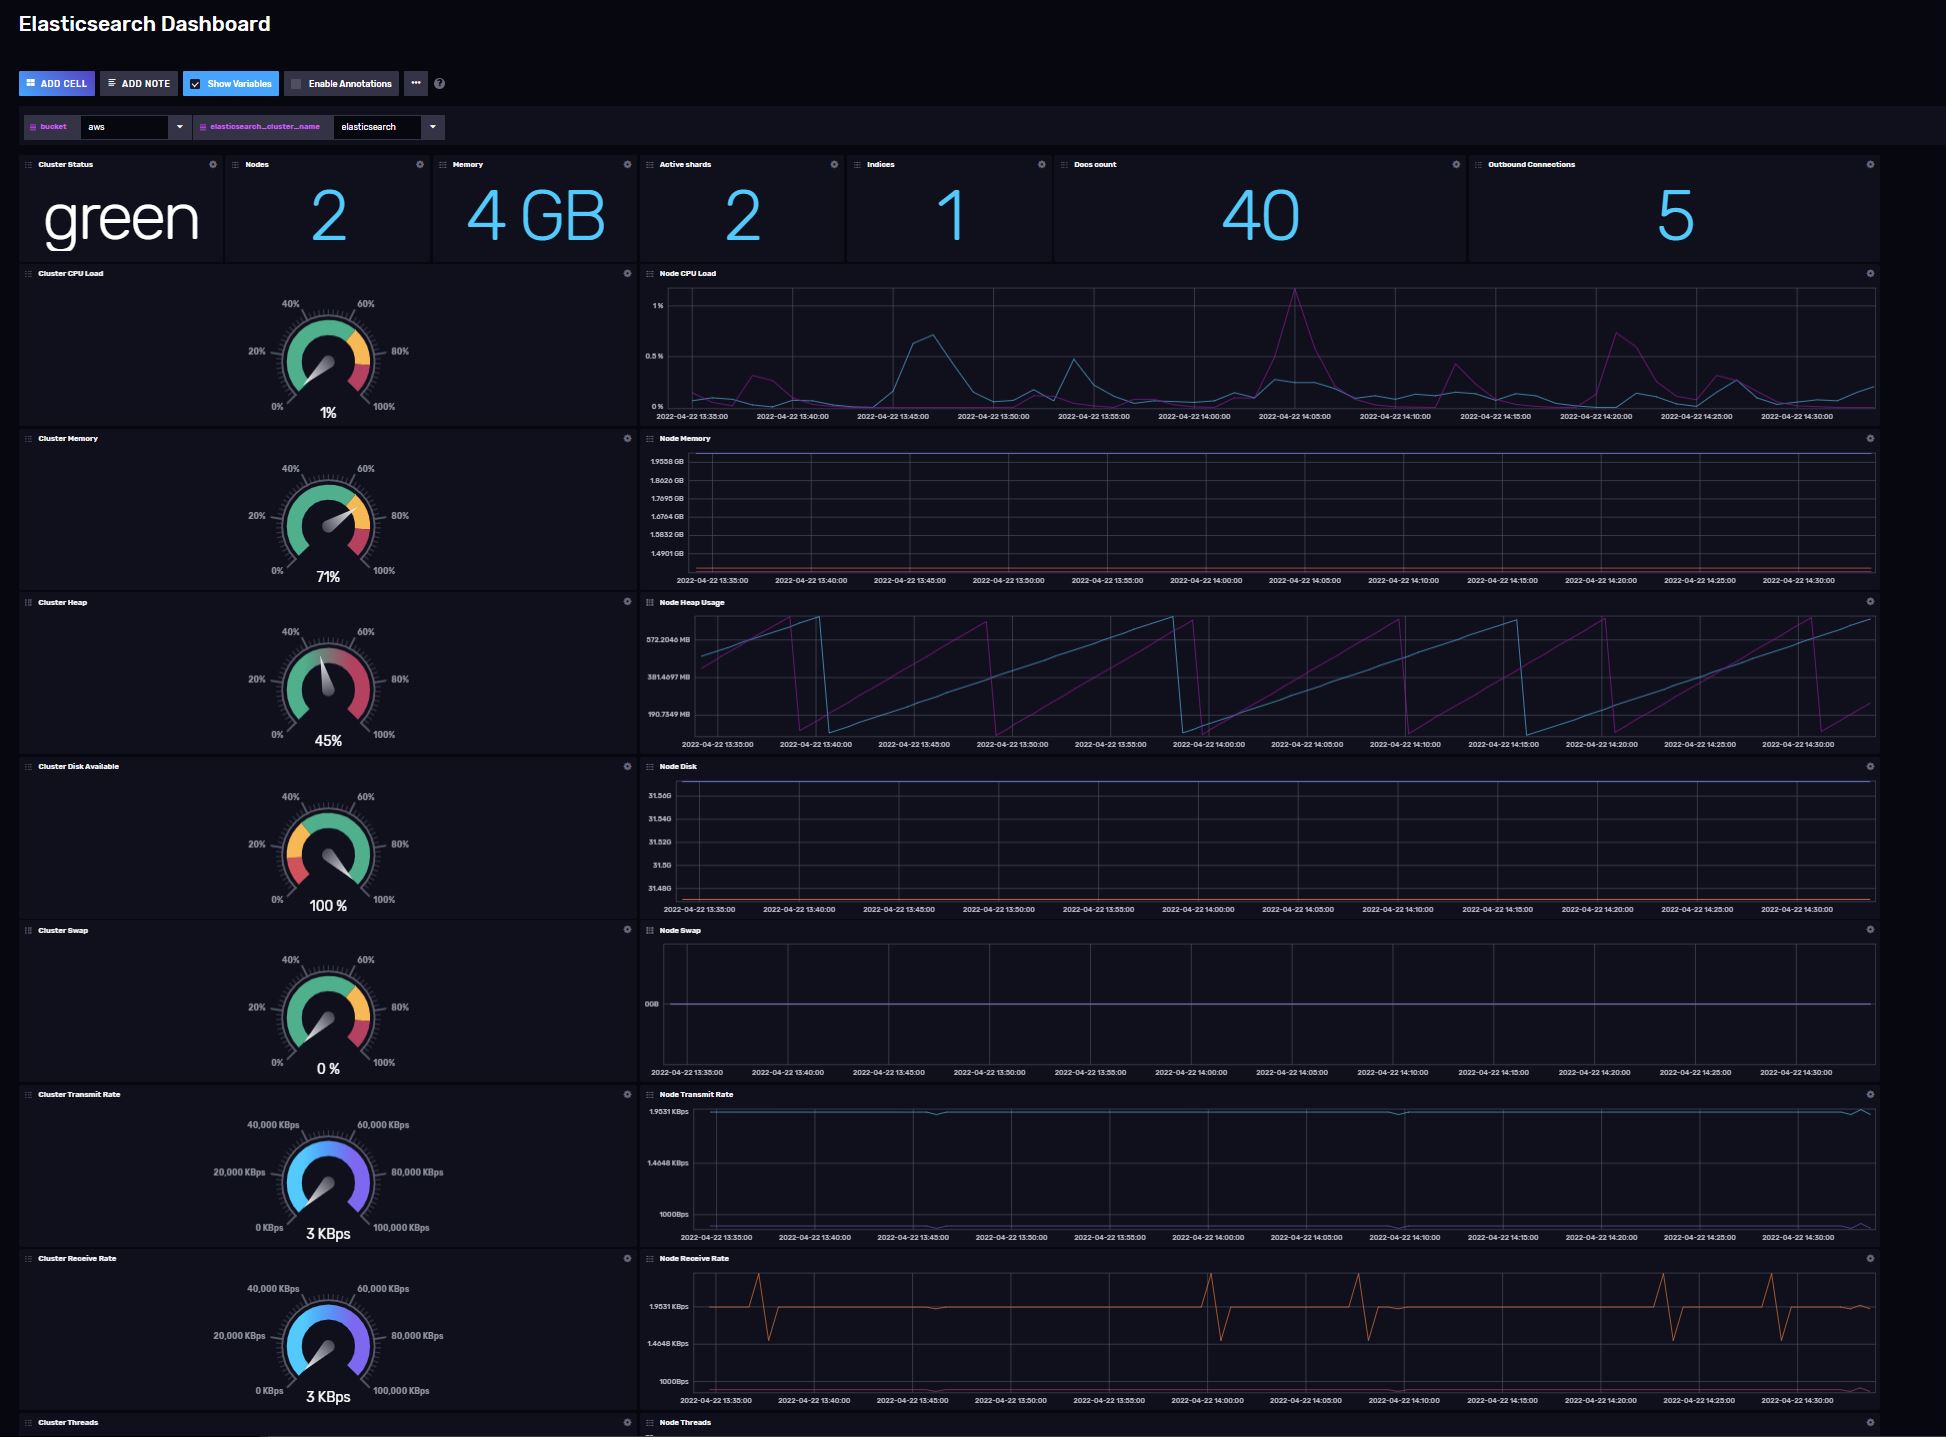 Elasticsearch Dashboard
ADD CELL ADD NOTE Show Variables Enable Annotations ... ?
bucket aws elasticsearch_cluster_name elasticsearch
Cluster Status Nodes Memory Active shards Indices Docs count Outbound Connections
green 2 4 GB 2 1 40 5
Cluster CPU Load
0% 20% 40% 60% 80% 100%
1%
Node CPU Load
1 %
0.5 %
0 %
2022-04-22 13:35:00 2022-04-22 13:40:00 2022-04-22 13:45:00 2022-04-22 13:50:00 2022-04-22 13:55:00 2022-04-22 14:00:00 2022-04-22 14:05:00 2022-04-22 14:10:00 2022-04-22 14:15:00 2022-04-22 14:20:00 2022-04-22 14:25:00 2022-04-22 14:30:00
Cluster Memory
0% 20% 40% 60% 80% 100%
71%
Node Memory
1.9558 GB
1.8626 GB
1.7695 GB
1.6764 GB
1.5832 GB
1.4901 GB
2022-04-22 13:35:00 2022-04-22 13:40:00 2022-04-22 13:45:00 2022-04-22 13:50:00 2022-04-22 13:55:00 2022-04-22 14:00:00 2022-04-22 14:05:00 2022-04-22 14:10:00 2022-04-22 14:15:00 2022-04-22 14:20:00 2022-04-22 14:25:00 2022-04-22 14:30:00
Cluster Heap
0% 20% 40% 60% 80% 100%
45%
Node Heap Usage
572.2046 MB
381.4697 MB
190.7349 MB
2022-04-22 13:35:00 2022-04-22 13:40:00 2022-04-22 13:45:00 2022-04-22 13:50:00 2022-04-22 13:55:00 2022-04-22 14:00:00 2022-04-22 14:05:00 2022-04-22 14:10:00 2022-04-22 14:15:00 2022-04-22 14:20:00 2022-04-22 14:25:00 2022-04-22 14:30:00
Cluster Disk Available
0% 20% 40% 60% 80% 100%
100 %
Node Disk
31.56G
31.54G
31.52G
31.5G
31.48G
2022-04-22 13:35:00 2022-04-22 13:40:00 2022-04-22 13:45:00 2022-04-22 13:50:00 2022-04-22 13:55:00 2022-04-22 14:00:00 2022-04-22 14:05:00 2022-04-22 14:10:00 2022-04-22 14:15:00 2022-04-22 14:20:00 2022-04-22 14:25:00 2022-04-22 14:30:00
Cluster Swap
0% 20% 40% 60% 80% 100%
0 %
Node Swap
0GB
2022-04-22 13:35:00 2022-04-22 13:40:00 2022-04-22 13:45:00 2022-04-22 13:50:00 2022-04-22 13:55:00 2022-04-22 14:00:00 2022-04-22 14:05:00 2022-04-22 14:10:00 2022-04-22 14:15:00 2022-04-22 14:20:00 2022-04-22 14:25:00 2022-04-22 14:30:00
Cluster Transmit Rate
0 KBps 20,000 KBps 40,000 KBps 60,000 KBps 80,000 KBps 100,000 KBps
3 KBps
Node Transmit Rate
1.9531 KBps
1.4648 KBps
1000Bps
2022-04-22 13:35:00 2022-04-22 13:40:00 2022-04-22 13:45:00 2022-04-22 13:50:00 2022-04-22 13:55:00 2022-04-22 14:00:00 2022-04-22 14:05:00 2022-04-22 14:10:00 2022-04-22 14:15:00 2022-04-22 14:20:00 2022-04-22 14:25:00 2022-04-22 14:30:00
Cluster Receive Rate
0 KBps 20,000 KBps 40,000 KBps 60,000 KBps 80,000 KBps 100,000 KBps
3 KBps
Node Receive Rate
1.9531 KBps
1.4648 KBps
1000Bps
2022-04-22 13:35:00 2022-04-22 13:40:00 2022-04-22 13:45:00 2022-04-22 13:50:00 2022-04-22 13:55:00 2022-04-22 14:00:00 2022-04-22 14:05:00 2022-04-22 14:10:00 2022-04-22 14:15:00 2022-04-22 14:20:00 2022-04-22 14:25:00 2022-04-22 14:30:00
Cluster Threads
Node Threads